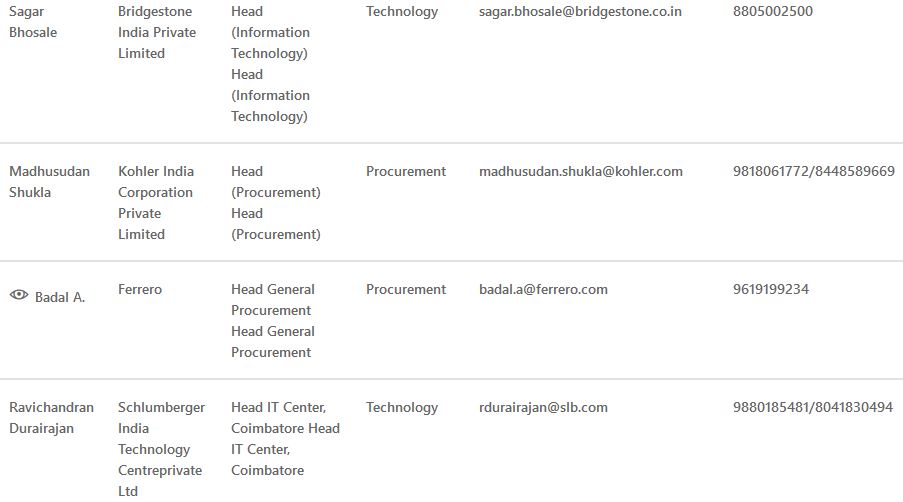 Sagar Bhosale
Bridgestone India Private Limited
Head (Information Technology) Head (Information Technology)
Technology
sagar.bhosale@bridgestone.co.in
8805002500
Madhusudan Shukla
Kohler India Corporation Private Limited
Head (Procurement) Head (Procurement)
Procurement
madhusudan.shukla@kohler.com
9818061772/8448589669
Badal A.
Ferrero
Head General Procurement Head General Procurement
Procurement
badal.a@ferrero.com
9619199234
Ravichandran Durairajan
Schlumberger India Technology Centreprivate Ltd
Head IT Center, Coimbatore Head IT Center, Coimbatore
Technology
rdurairajan@slb.com
9880185481/8041830494